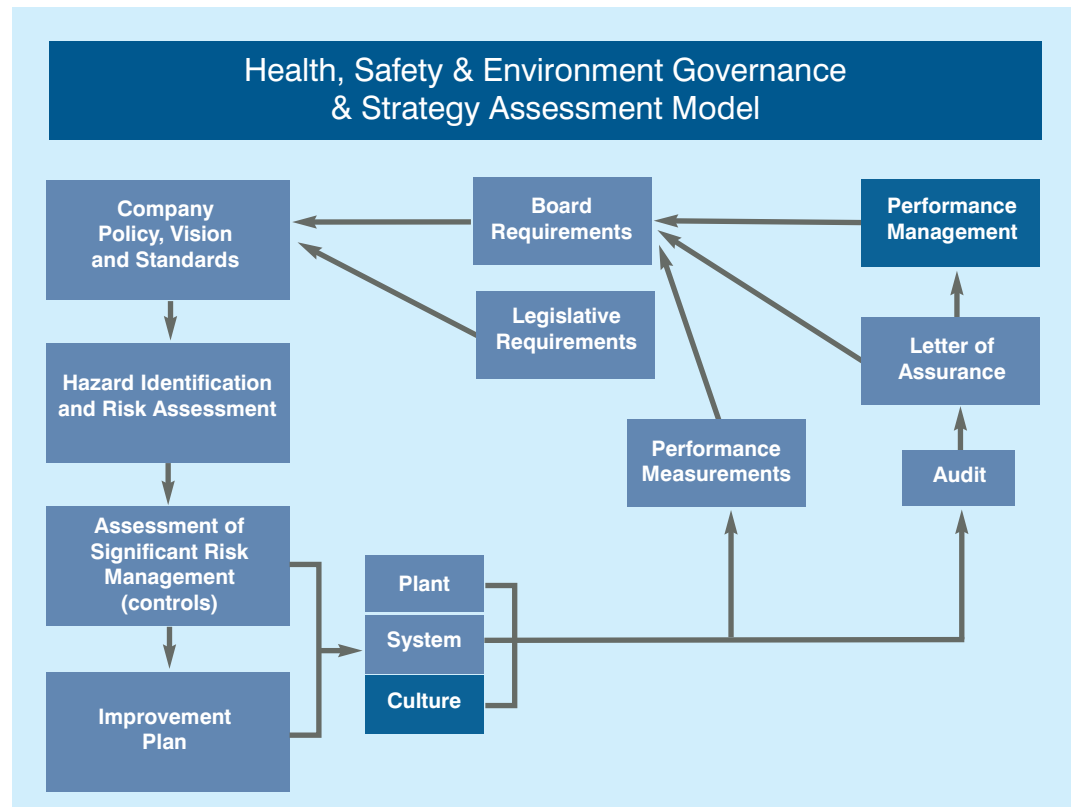 Health, Safety & Environment Governance
& Strategy Assessment Model
Company
Policy, Vision
and Standards
Board
Requirements
Performance
Management
Legislative
Requirements
Letter of
Assurance
Hazard Identification
and Risk Assessment
Performance
Measurements
Audit
Assessment of
Significant Risk
Management
(controls)
Plant
System
Culture
Improvement
Plan